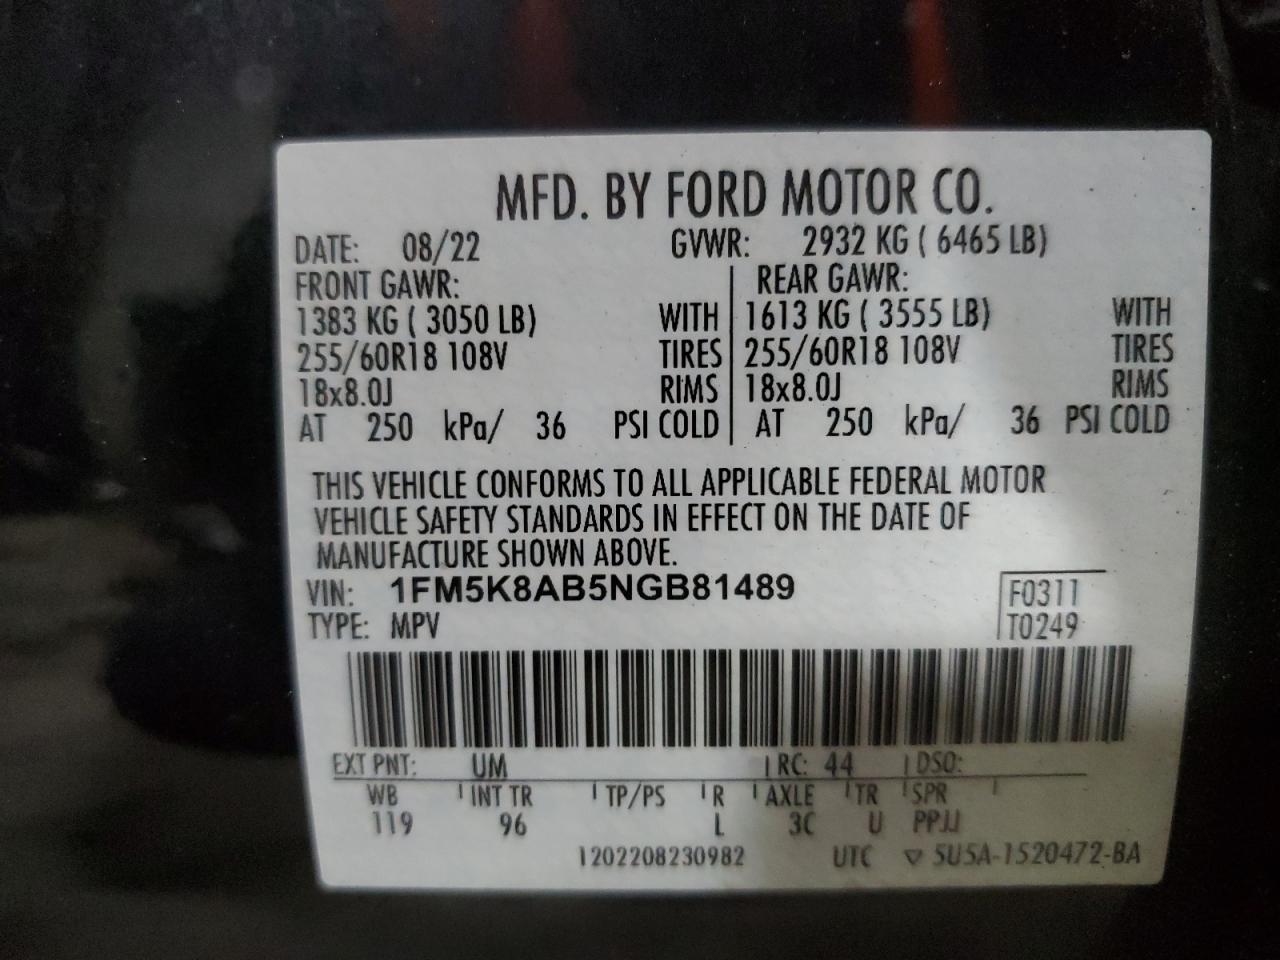 MFD. BY FORD MOTOR CO.
DATE: 08/22 GVWR: 2932 KG ( 6465 LB)
FRONT GAWR: REAR GAWR:
1383 KG ( 3050 LB) WITH 1613 KG ( 3555 LB) WITH
255/60R18 108V TIRES 255/60R18 108V TIRES
18x8.0J RIMS 18x8.0J RIMS
AT 250 kPa/ 36 PSI COLD AT 250 kPa/ 36 PSI COLD
THIS VEHICLE CONFORMS TO ALL APPLICABLE FEDERAL MOTOR
VEHICLE SAFETY STANDARDS IN EFFECT ON THE DATE OF
MANUFACTURE SHOWN ABOVE.
VIN: 1FM5K8AB5NGB81489 F0311
TYPE: MPV T0249
EXT PNT: UM RC: 44 DSO:
WB INT TR TP/PS R AXLE TR SPR
119 96 L 3C U PPJJ
1202208230982 UTC ▽ 5U5A-1520472-BA